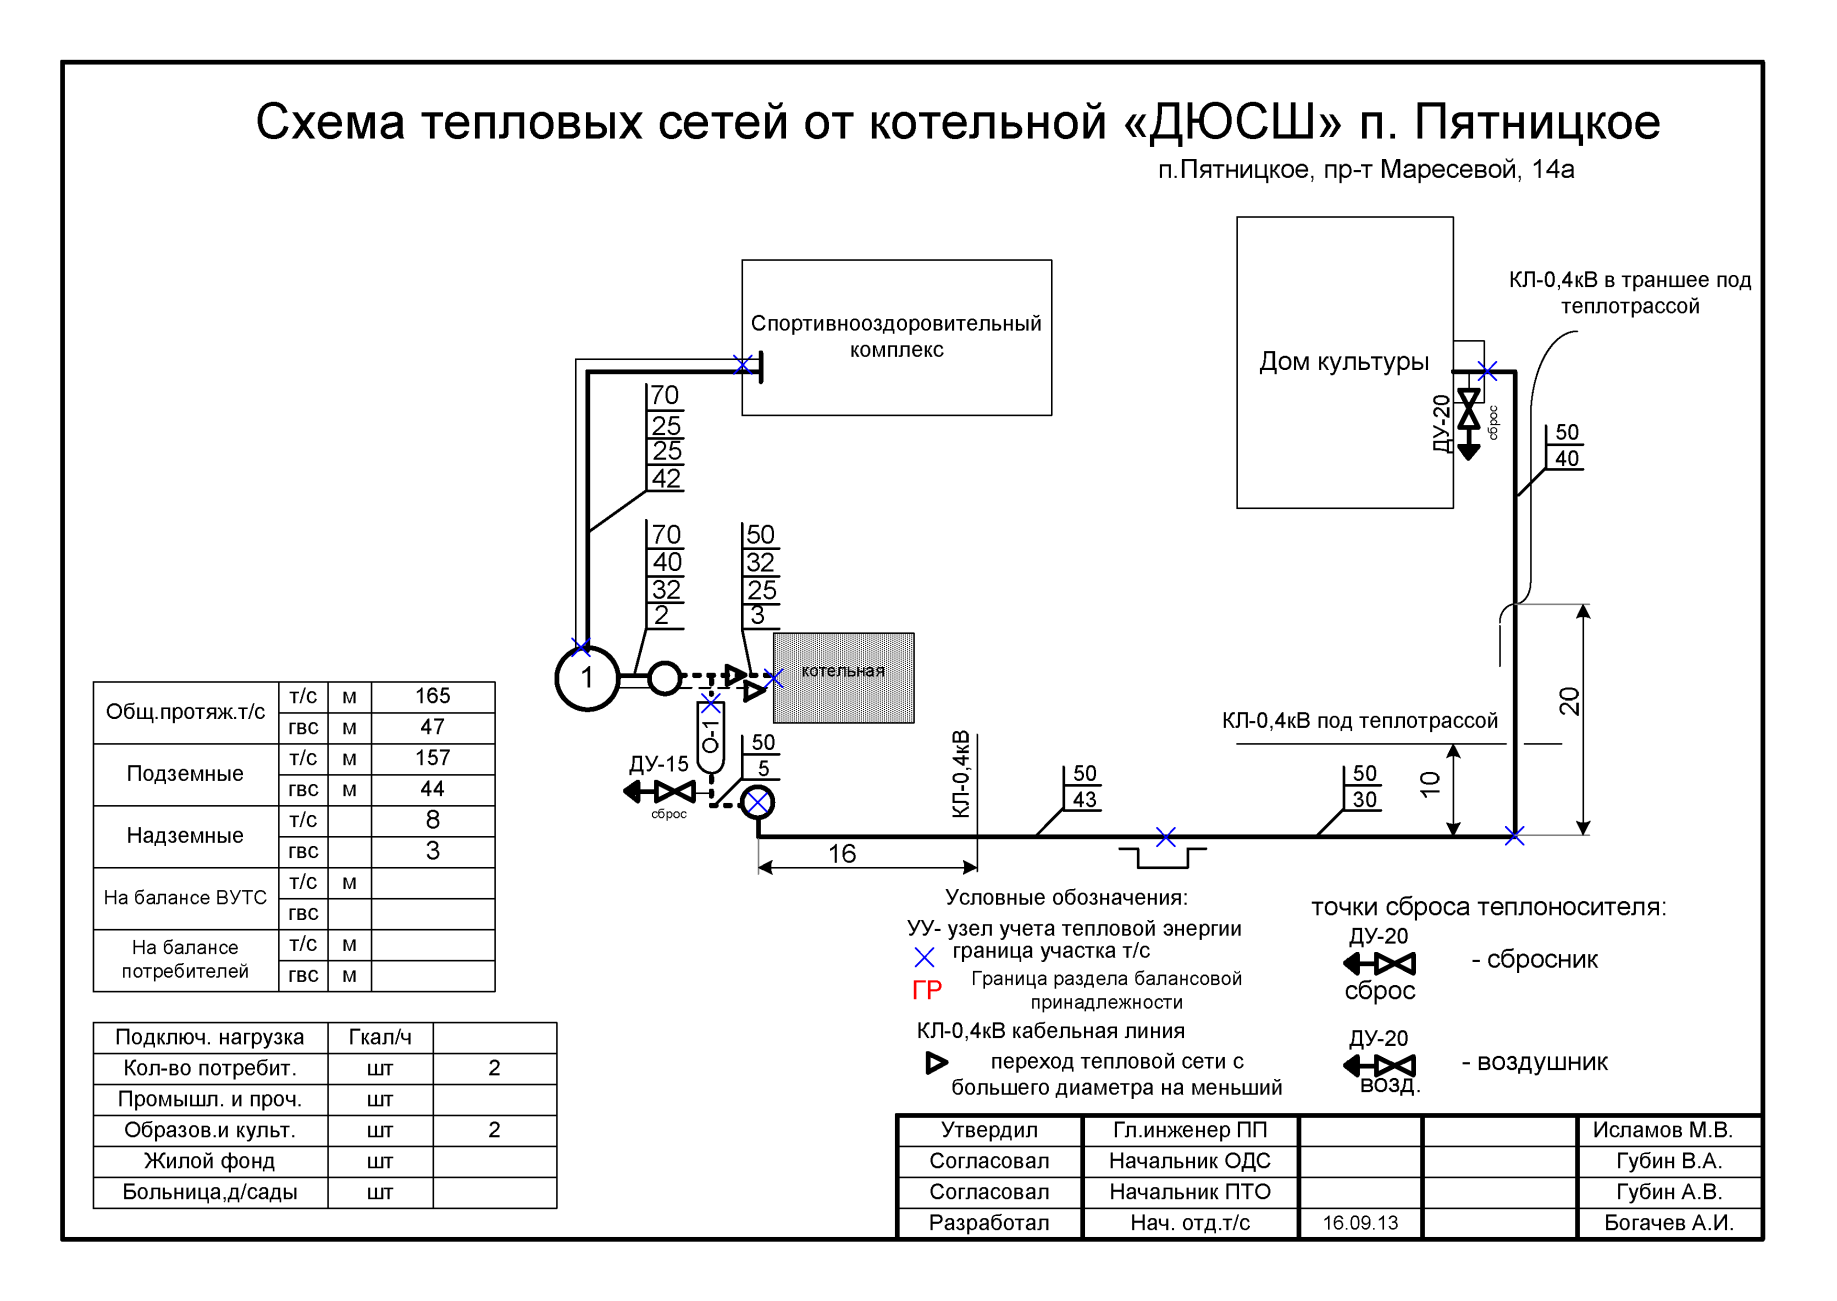 Схема тепловых сетей от котельной «ДЮСШ» п. Пятницкое
п.Пятницкое, пр-т Маресевой, 14а
Спортивнооздоровительный
комплекс
Дом культуры
КЛ-0,4кВ в траншее под
теплотрассой
ДУ-20
сброс
50
40
70
25
25
42
70
40
32
2
50
32
25
3
1
котельная
О-1
ДУ-15
сброс
50
5
КЛ-0,4кВ
16
50
43
50
30
КЛ-0,4кВ под теплотрассой
10
20
Общ.протяж.т/с т/с м 165
гвс м 47
Подземные т/с м 157
гвс м 44
Надземные т/с 8
гвс 3
На балансе ВУТС т/с м
гвс
На балансе
потребителей т/с м
гвс м
Подключ. нагрузка Гкал/ч
Кол-во потребит. шт 2
Промышл. и проч. шт
Образов.и культ. шт 2
Жилой фонд шт
Больница,д/сады шт
Условные обозначения:
УУ- узел учета тепловой энергии
граница участка т/с
ГР Граница раздела балансовой
принадлежности
КЛ-0,4кВ кабельная линия
переход тепловой сети с
большего диаметра на меньший
точки сброса теплоносителя:
ДУ-20
- сбросник
сброс
ДУ-20
- воздушник
возд.
Утвердил Гл.инженер ПП Исламов М.В.
Согласовал Начальник ОДС Губин В.А.
Согласовал Начальник ПТО Губин А.В.
Разработал Нач. отд.т/с 16.09.13 Богачев А.И.